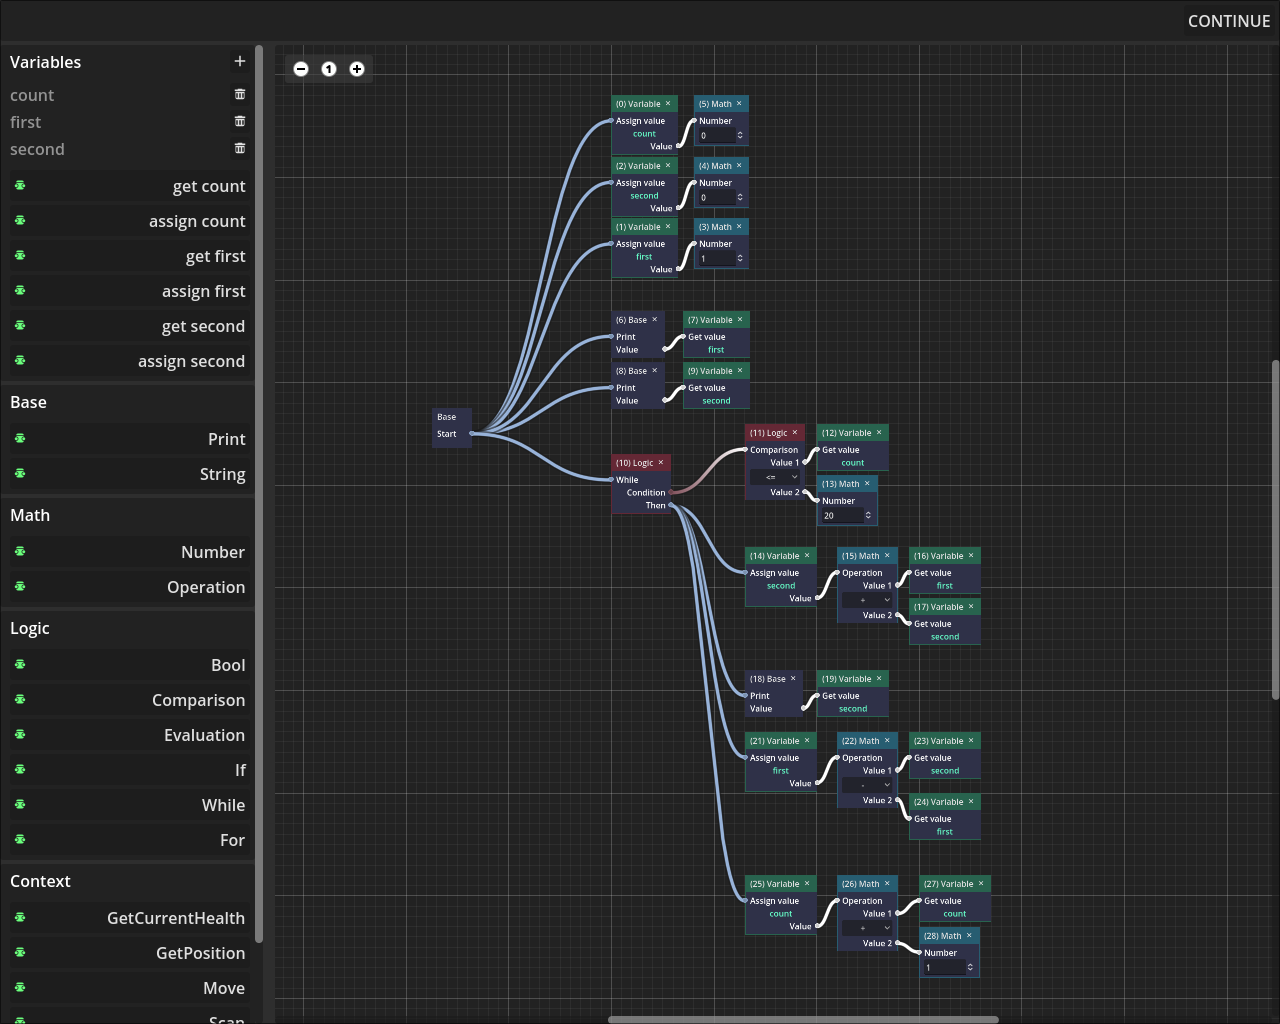 CONTINUE
Variables
count
first
second
get count
assign count
get first
assign first
get second
assign second
Base
Print
String
Math
Number
Operation
Logic
Bool
Comparison
Evaluation
If
While
For
Context
GetCurrentHealth
GetPosition
Move
Scan
1
(0) Variable × (5) Math ×
Assign value Number
count 0
Value
(2) Variable × (4) Math ×
Assign value Number
second 0
Value
(1) Variable × (3) Math ×
Assign value Number
first 1
Value
(6) Base × (7) Variable ×
Print Get value
Value first
(8) Base × (9) Variable ×
Print Get value
Value second
Base
Start
(10) Logic ×
While
Condition
Then
(11) Logic × (12) Variable ×
Comparison Get value
Value 1 count
<= (13) Math ×
Value 2 Number
20
(14) Variable × (15) Math × (16) Variable ×
Assign value Operation Get value
second Value 1 first
Value + (17) Variable ×
Value 2 Get value
second
(18) Base × (19) Variable ×
Print Get value
Value second
(21) Variable × (22) Math × (23) Variable ×
Assign value Operation Get value
first Value 1 second
Value -
Value 2 (24) Variable ×
Get value
first
(25) Variable × (26) Math × (27) Variable ×
Assign value Operation Get value
count Value 1 count
Value + (28) Math ×
Value 2 Number
1